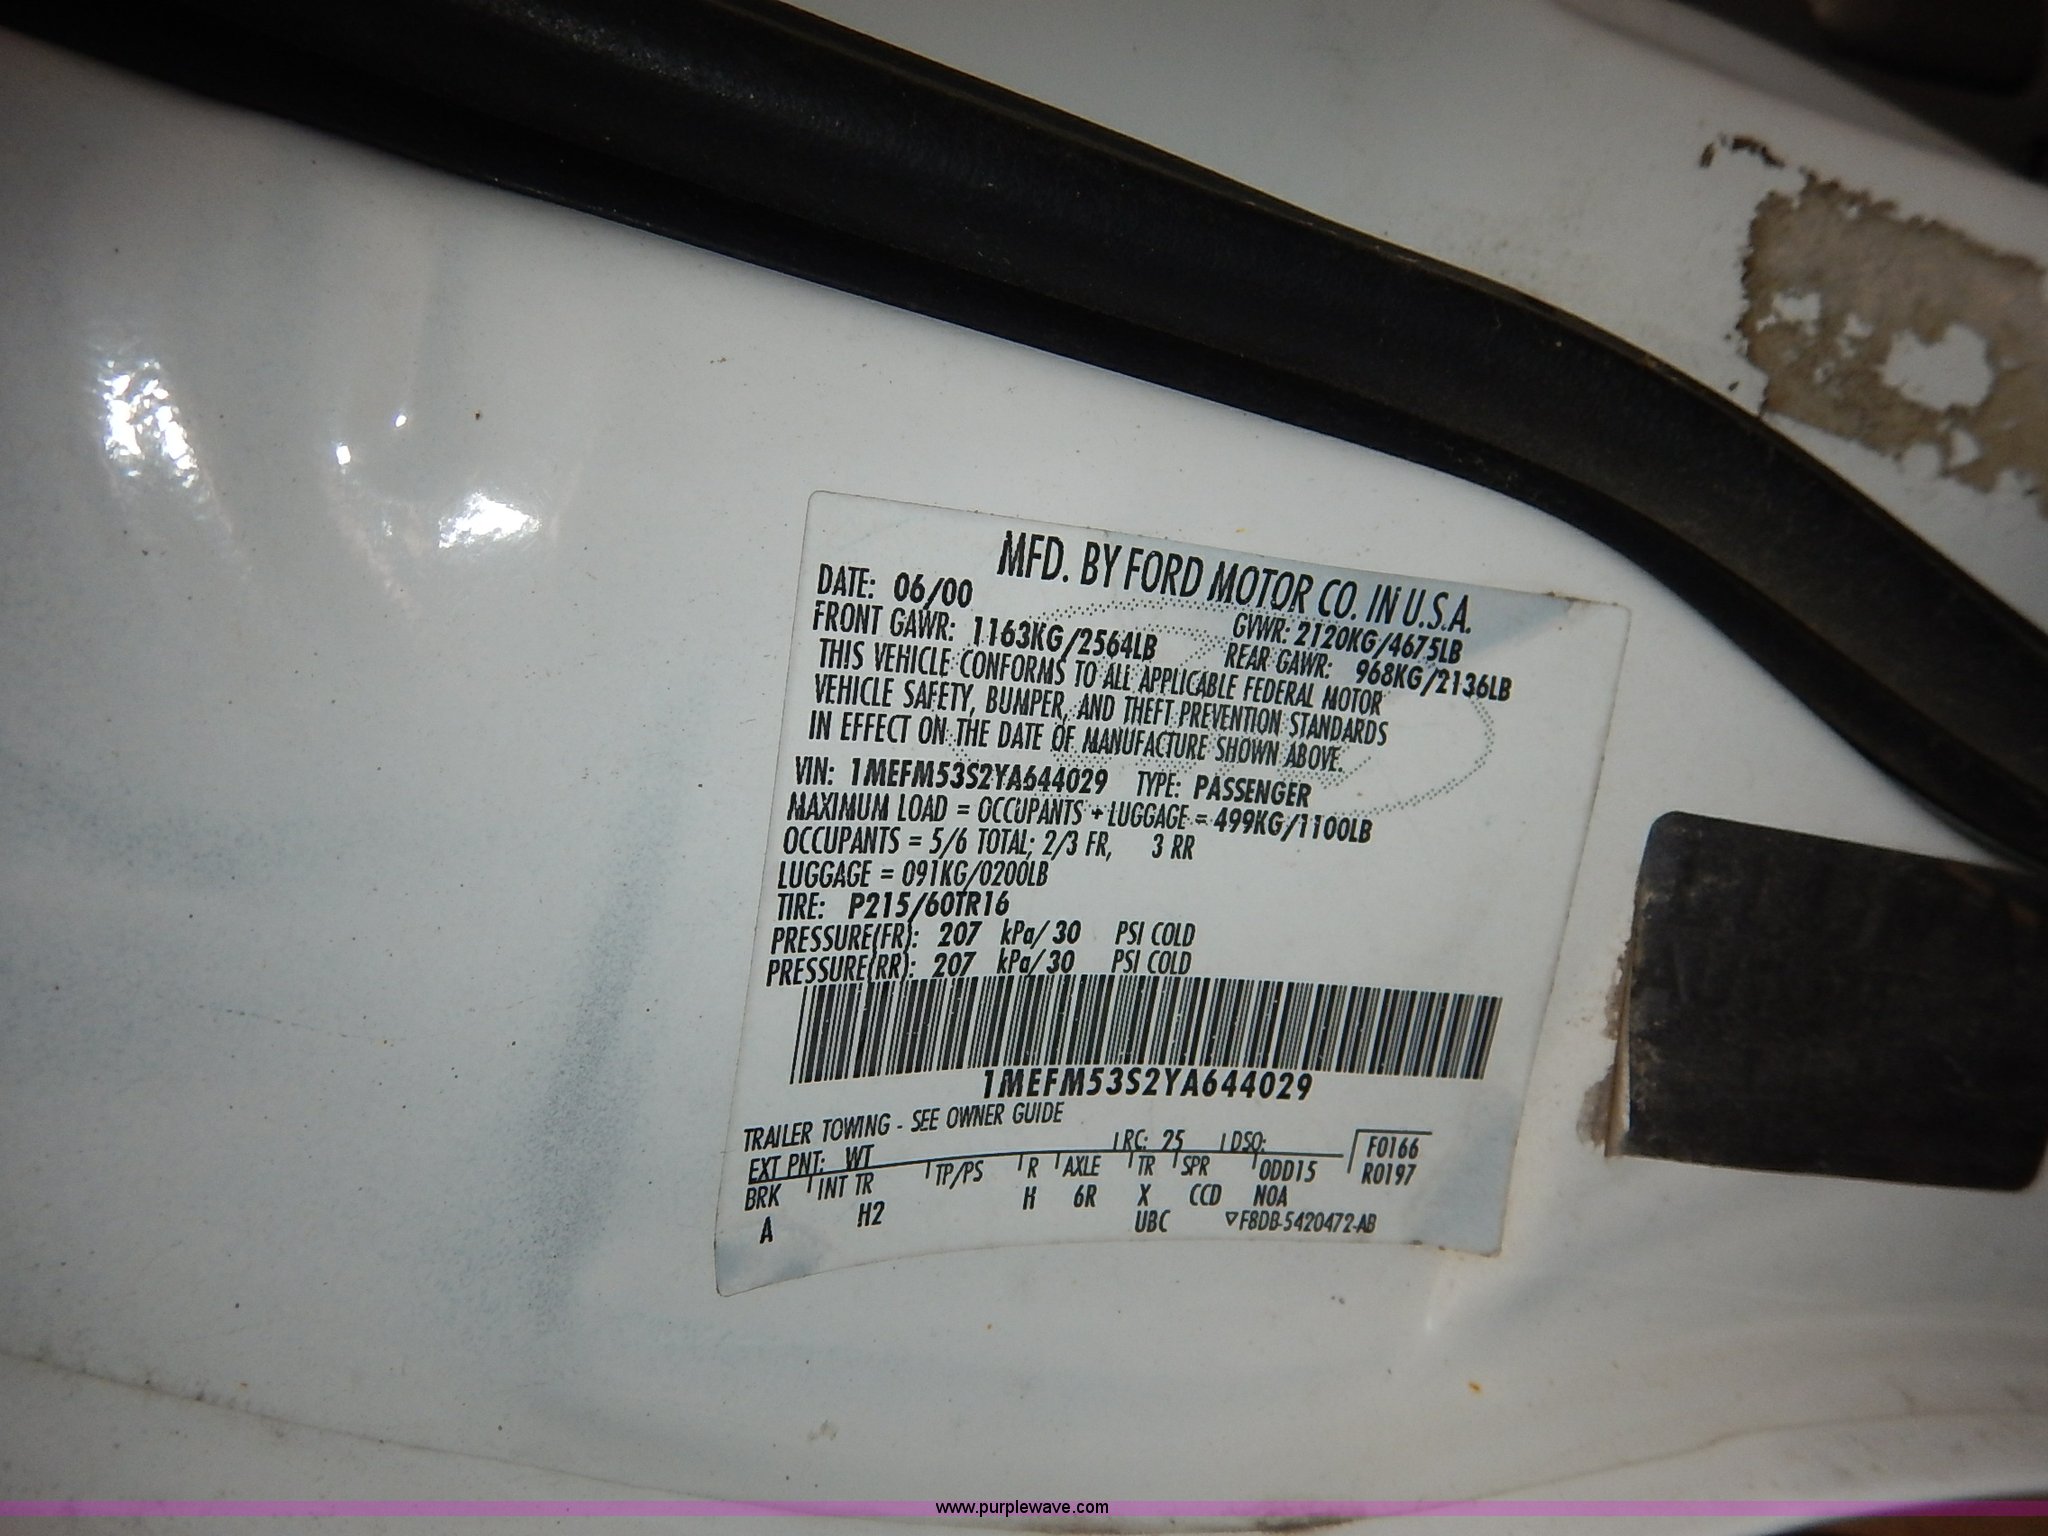 MFD. BY FORD MOTOR CO. IN U.S.A.
DATE: 06/00 GVWR: 2120KG/4675LB
FRONT GAWR: 1163KG/2564LB REAR GAWR: 968KG/2136LB
THIS VEHICLE CONFORMS TO ALL APPLICABLE FEDERAL MOTOR
VEHICLE SAFETY, BUMPER, AND THEFT PREVENTION STANDARDS
IN EFFECT ON THE DATE OF MANUFACTURE SHOWN ABOVE.
VIN: 1MEFM53S2YA644029 TYPE: PASSENGER
MAXIMUM LOAD = OCCUPANTS + LUGGAGE = 499KG/1100LB
OCCUPANTS = 5/6 TOTAL; 2/3 FR, 3 RR
LUGGAGE = 091KG/0200LB
TIRE: P215/60TR16
PRESSURE(FR): 207 kPa/ 30 PSI COLD
PRESSURE(RR): 207 kPa/30 PSI COLD
1MEFM53S2YA644029
TRAILER TOWING - SEE OWNER GUIDE
EXT PNT: WT RC: 25 DSO: F0166
BRK INT TR TP/PS R AXLE TR SPR ODD15 R0197
A H2 H 6R X CCD NOA
UBC ▽F8DB-5420472-AB
www.purplewave.com